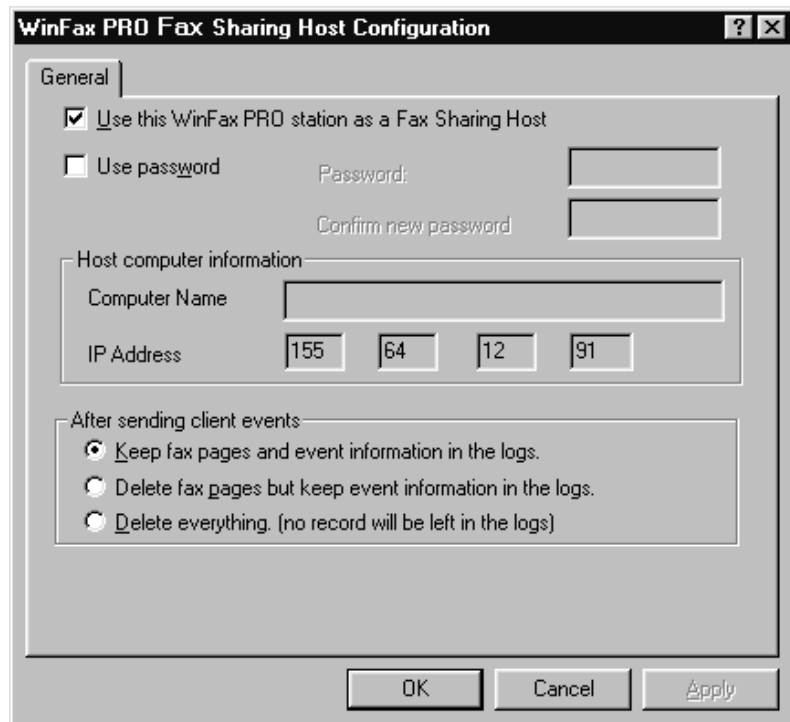 WinFax PRO Fax Sharing Host Configuration
General
Use this WinFax PRO station as a Fax Sharing Host
Use password
Password:
Confirm new password
Host computer information
Computer Name
IP Address 155 64 12 91
After sending client events
Keep fax pages and event information in the logs.
Delete fax pages but keep event information in the logs.
Delete everything. (no record will be left in the logs)
OK Cancel Apply